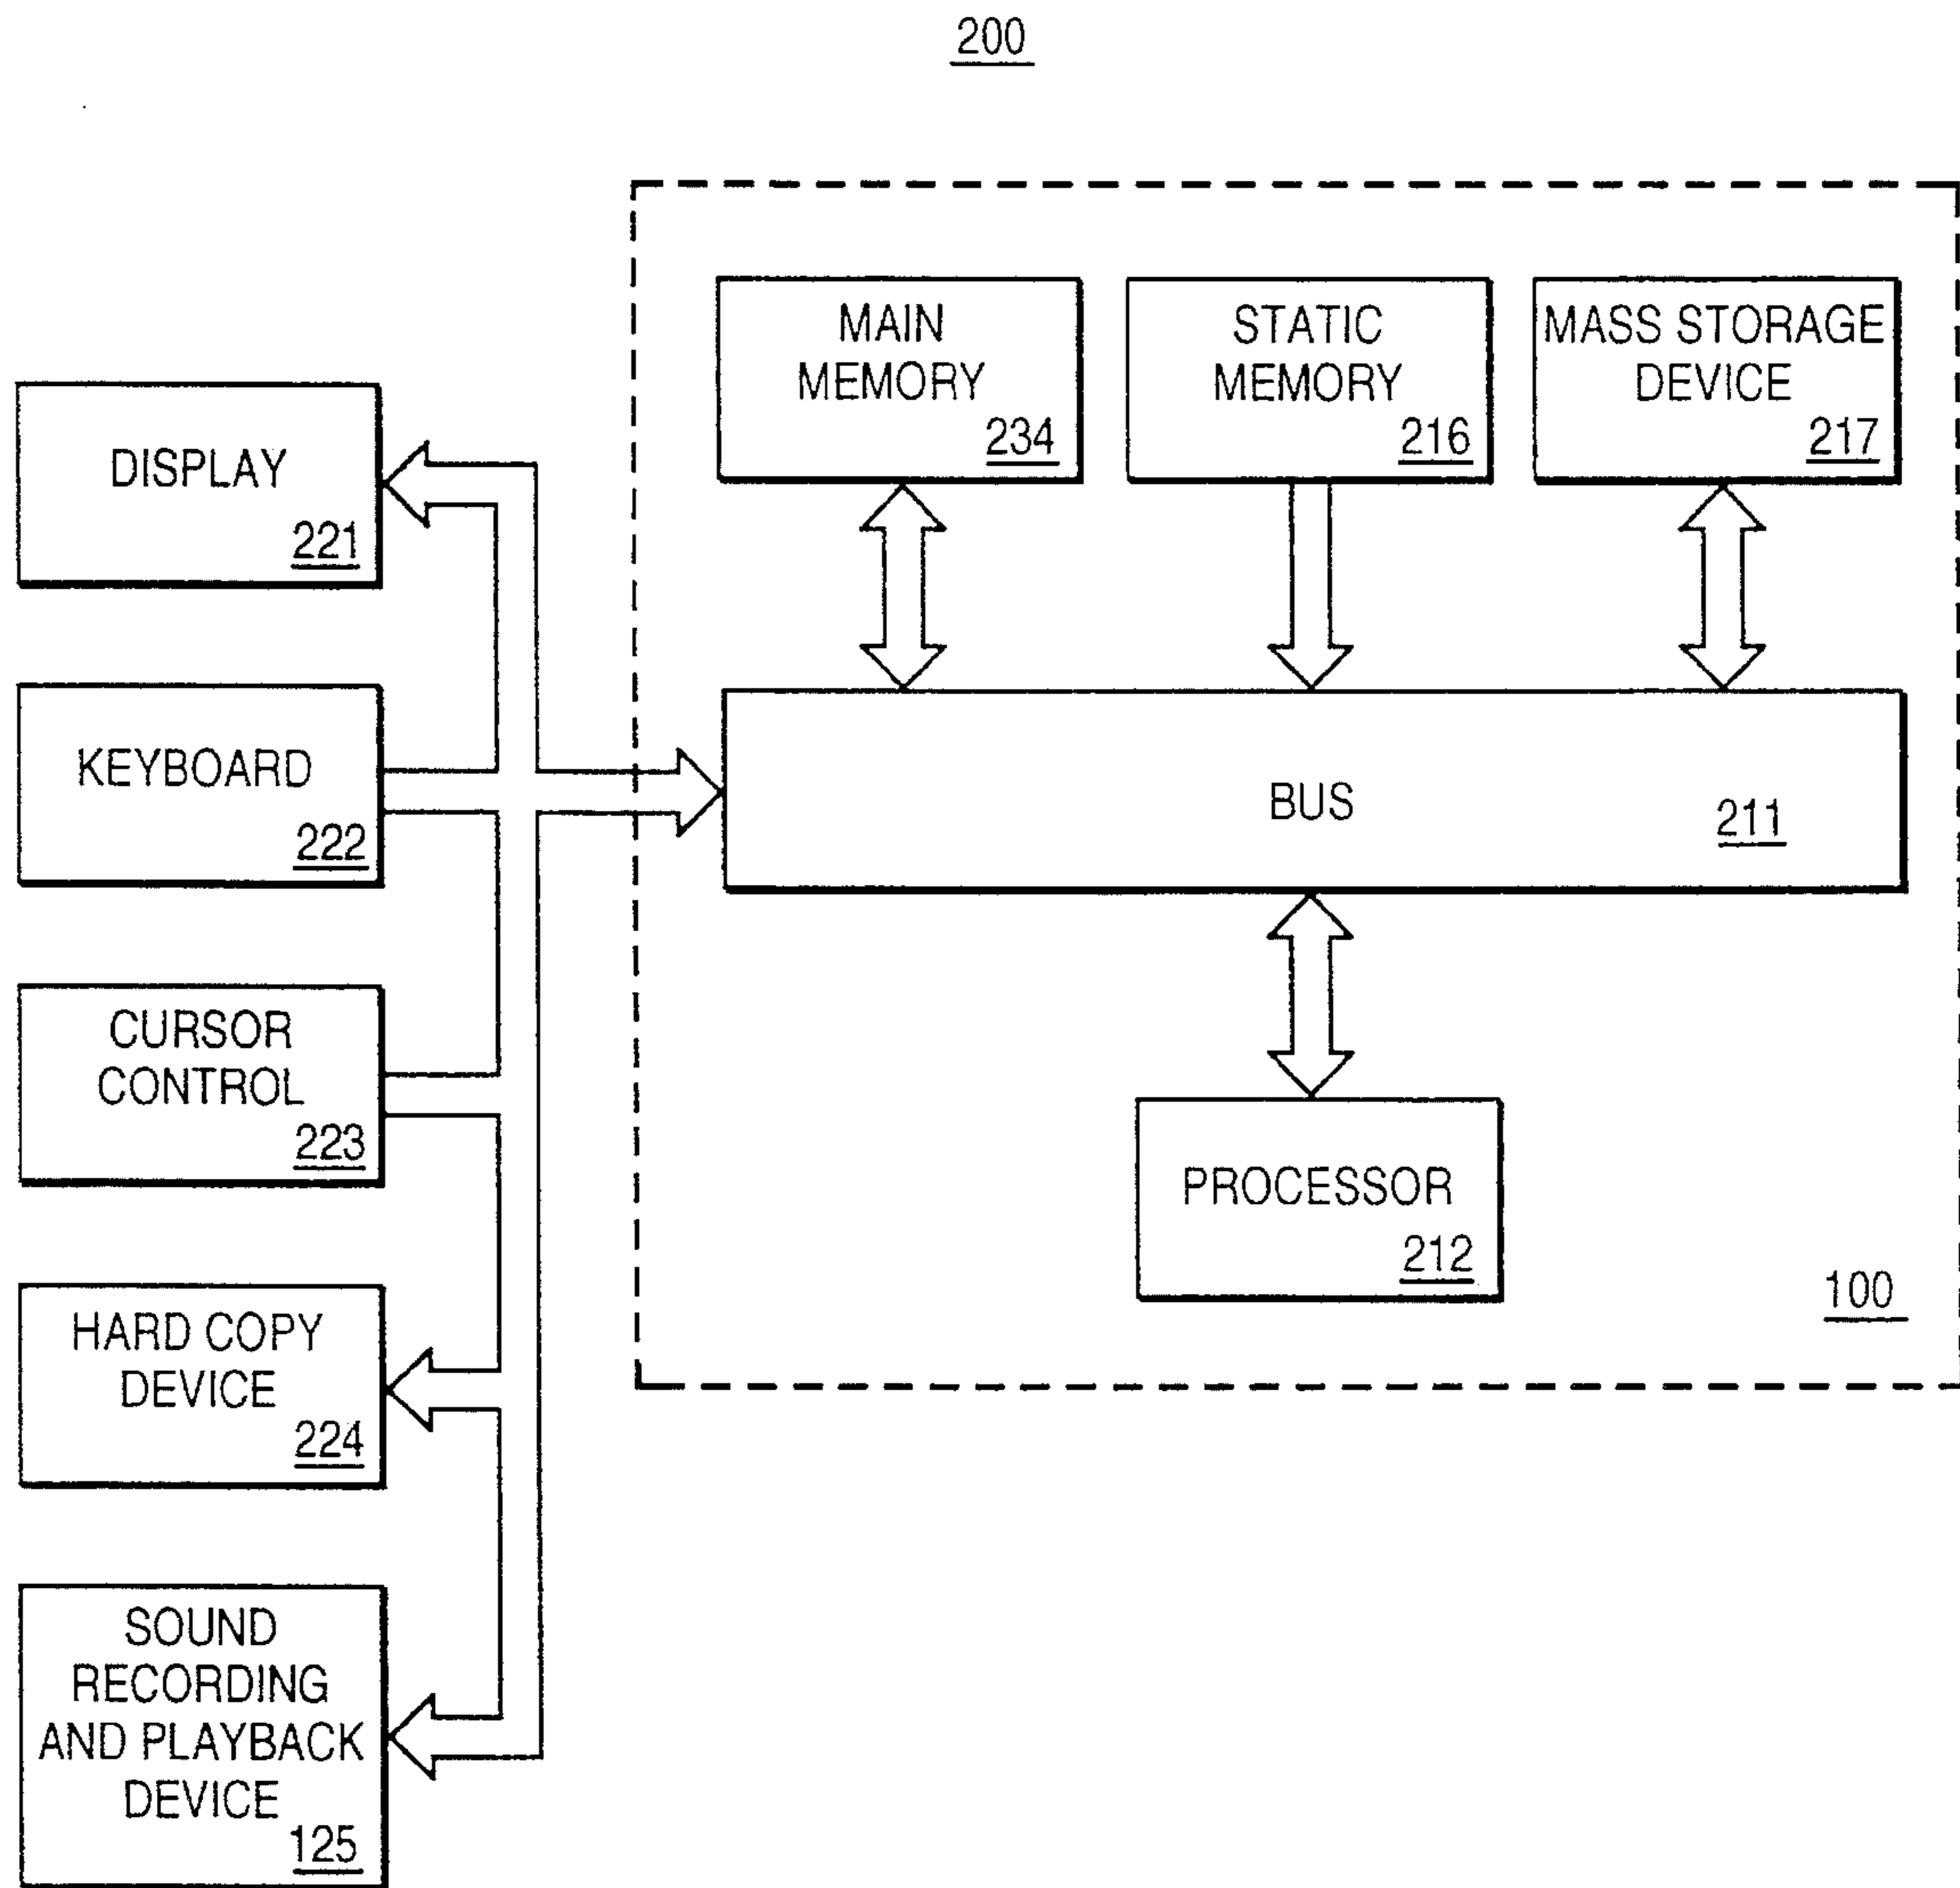 200
MAIN
MEMORY
234
STATIC
MEMORY
216
MASS STORAGE
DEVICE
217
DISPLAY
221
KEYBOARD
222
BUS
211
CURSOR
CONTROL
223
PROCESSOR
212
100
HARD COPY
DEVICE
224
SOUND
RECORDING
AND PLAYBACK
DEVICE
125